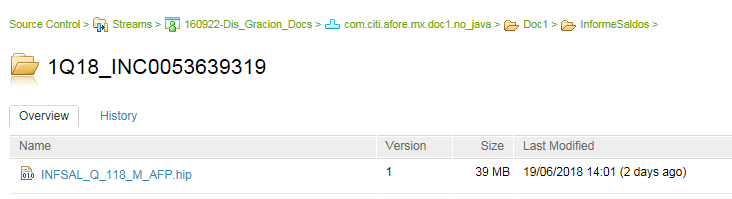 Source Control > Streams > 160922-Dis_Gracion_Docs > com.citi.afore.mx.doc1.no_java > Doc1 > InformeSaldos >
1Q18_INC0053639319
Overview History
Name Version Size Last Modified
INFSAL_Q_118_M_AFP.hip 1 39 MB 19/06/2018 14:01 (2 days ago)